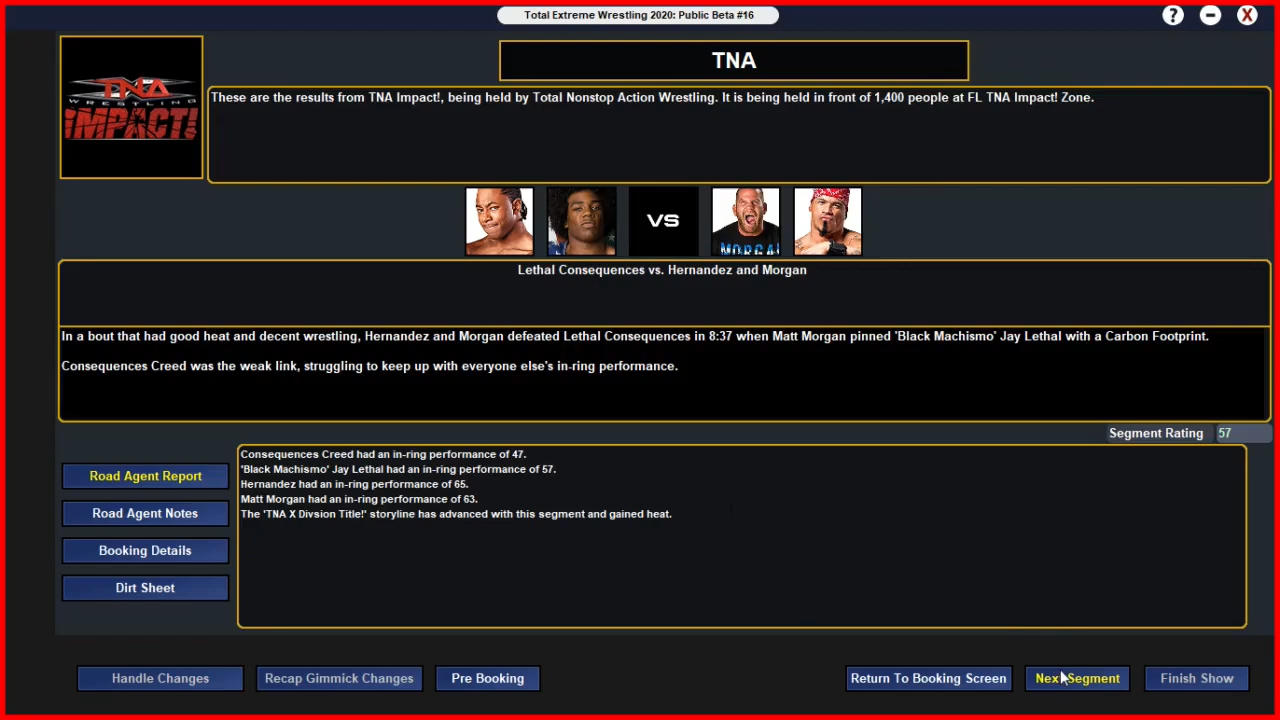 Total Extreme Wrestling 2020: Public Beta #16
?
X
TNA
WRESTLING
iMPACT!
TNA
These are the results from TNA Impact!, being held by Total Nonstop Action Wrestling. It is being held in front of 1,400 people at FL TNA Impact! Zone.
VS
MORGA
Lethal Consequences vs. Hernandez and Morgan
In a bout that had good heat and decent wrestling, Hernandez and Morgan defeated Lethal Consequences in 8:37 when Matt Morgan pinned 'Black Machismo' Jay Lethal with a Carbon Footprint.
Consequences Creed was the weak link, struggling to keep up with everyone else's in-ring performance.
Segment Rating 57
Road Agent Report
Road Agent Notes
Booking Details
Dirt Sheet
Consequences Creed had an in-ring performance of 47.
'Black Machismo' Jay Lethal had an in-ring performance of 57.
Hernandez had an in-ring performance of 65.
Matt Morgan had an in-ring performance of 63.
The 'TNA X Divsion Title!' storyline has advanced with this segment and gained heat.
Handle Changes
Recap Gimmick Changes
Pre Booking
Return To Booking Screen
Next Segment
Finish Show